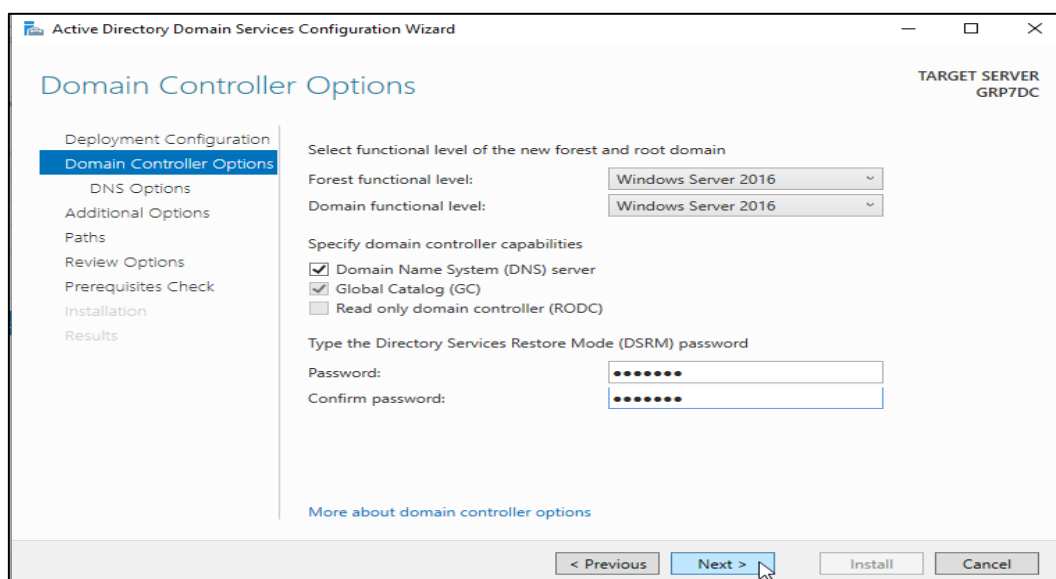 Active Directory Domain Services Configuration Wizard
Domain Controller Options
TARGET SERVER
GRP7DC
Deployment Configuration
Domain Controller Options
DNS Options
Additional Options
Paths
Review Options
Prerequisites Check
Installation
Results
Select functional level of the new forest and root domain
Forest functional level: Windows Server 2016
Domain functional level: Windows Server 2016
Specify domain controller capabilities
Domain Name System (DNS) server
Global Catalog (GC)
Read only domain controller (RODC)
Type the Directory Services Restore Mode (DSRM) password
Password: •••••••
Confirm password: •••••••
More about domain controller options
< Previous Next > Install Cancel